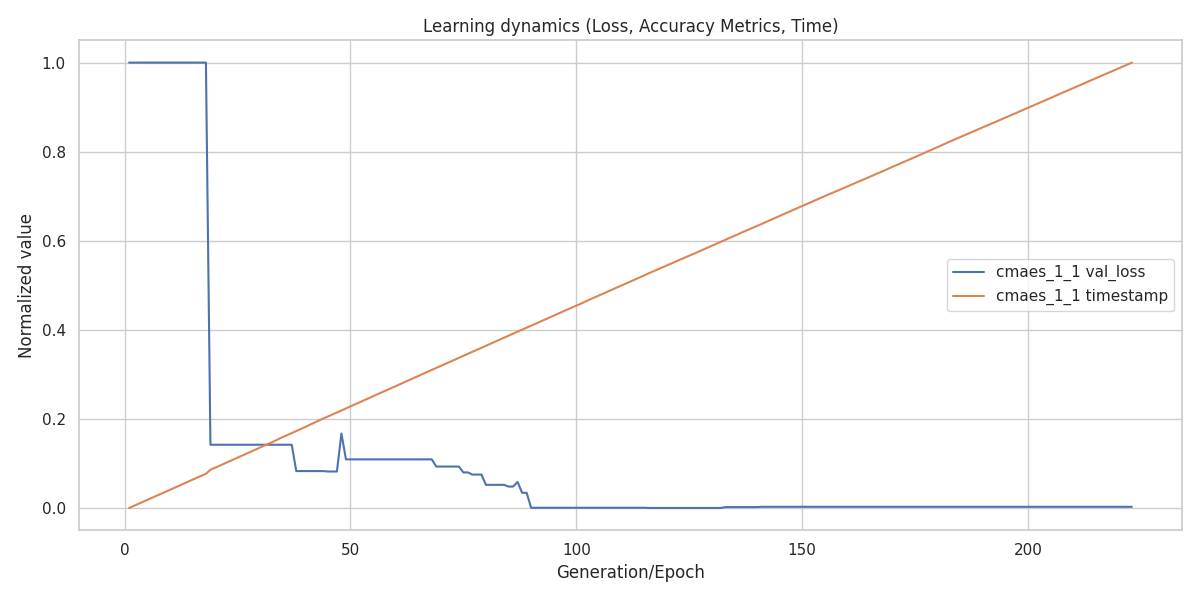 Learning dynamics (Loss, Accuracy Metrics, Time)
Normalized value
1.0
0.8
0.6
0.4
0.2
0.0
cmaes_1_1 val_loss
cmaes_1_1 timestamp
0
50
100
150
200
Generation/Epoch